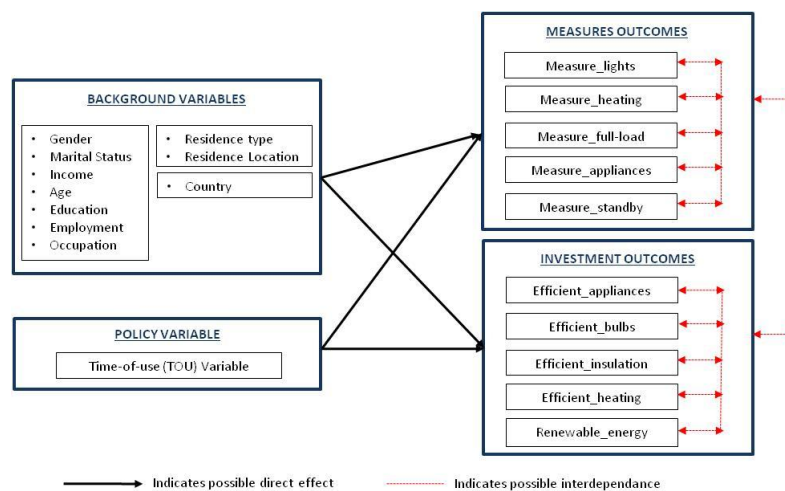 MEASURES OUTCOMES
Measure_lights
Measure_heating
Measure_full-load
Measure_appliances
Measure_standby
BACKGROUND VARIABLES
• Gender
• Marital Status
• Income
• Age
• Education
• Employment
• Occupation
• Residence type
• Residence Location
• Country
INVESTMENT OUTCOMES
Efficient_appliances
Efficient_bulbs
Efficient_insulation
Efficient_heating
Renewable_energy
POLICY VARIABLE
Time-of-use (TOU) Variable
Indicates possible direct effect
Indicates possible interdependance